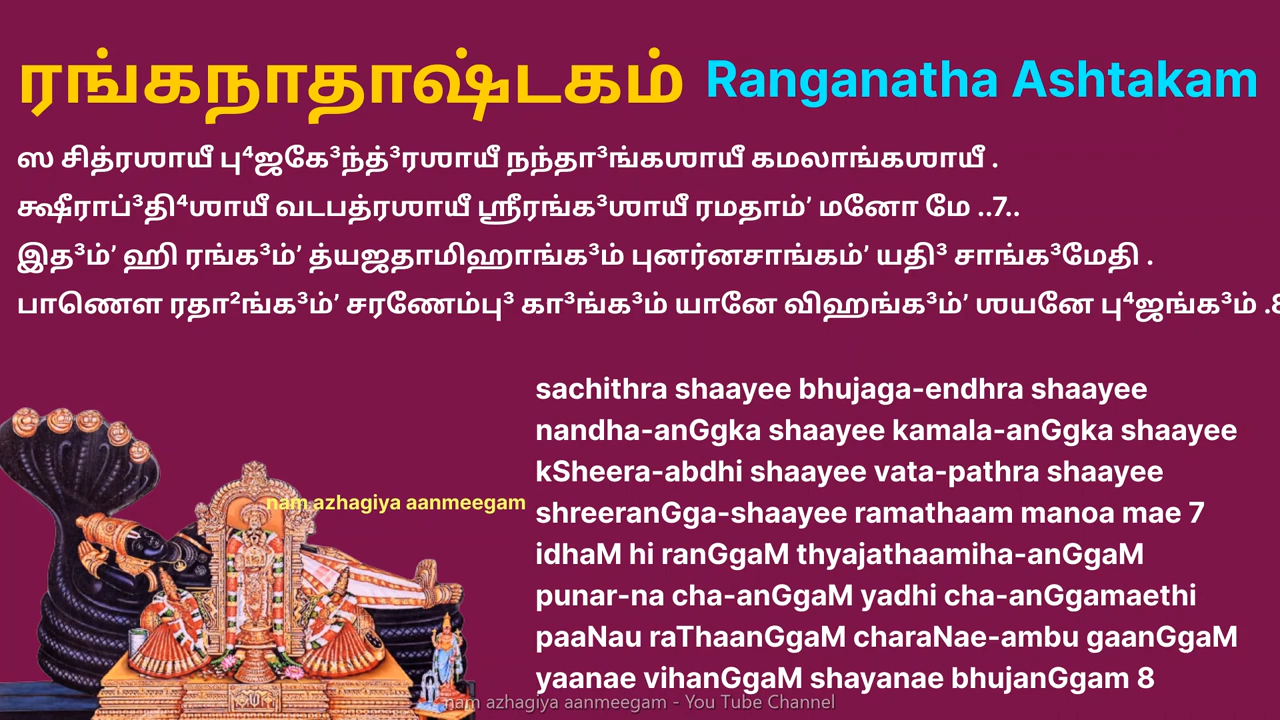 ரங்கநாதாஷ்டகம் Ranganatha Ashtakam
ஸ சித்ரஶாயீ பு⁴ஜகே³ந்த்³ரஶாயீ நந்தா³ங்கஶாயீ கமலாங்கஶாயீ .
க்ஷீராப்³தி⁴ஶாயீ வடபத்ரஶாயீ ஶ்ரீரங்க³ஶாயீ ரமதாம்ʼ மனோ மே ..7..
இத³ம்ʼ ஹி ரங்க³ம்ʼ த்யஜதாமிஹாங்க³ம் புனர்னசாங்கம்ʼ யதி³ சாங்க³மேதி .
பாணௌ ரதா²ங்க³ம்ʼ சரணேம்பு³ கா³ங்க³ம் யானே விஹங்க³ம்ʼ ஶயனே பு⁴ஜங்க³ம் .8
sachithra shaayee bhujaga-endhra shaayee
nandha-anGgka shaayee kamala-anGgka shaayee
kSheera-abdhi shaayee vata-pathra shaayee
nam azhagiya aanmeegam
shreeranGga-shaayee ramathaam manoa mae 7
idhaM hi ranGgaM thyajathaamiha-anGgaM
punar-na cha-anGgaM yadhi cha-anGgamaethi
paaNau raThaanGgaM charaNae-ambu gaanGgaM
yaanae vihanGgaM shayanae bhujanGgam 8
nam azhagiya aanmeegam - You Tube Channel